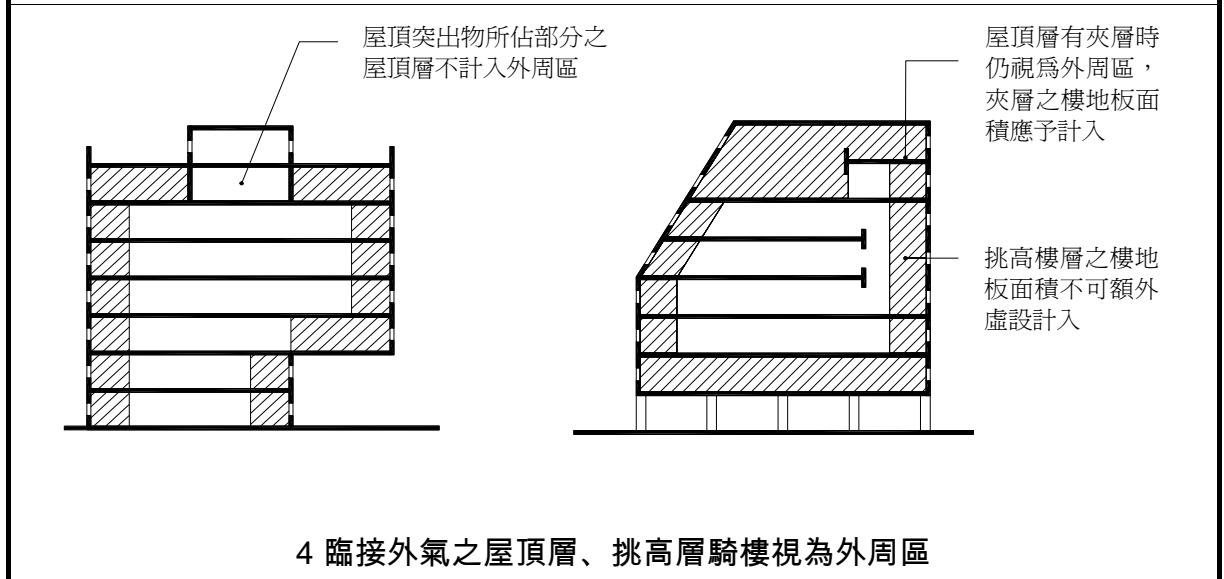 屋頂突出物所佔部分之
屋頂層不計入外周區
屋頂層有夾層時
仍視爲外周區，
夾層之樓地板面
積應予計入
挑高樓層之樓地
板面積不可額外
虛設計入
4 臨接外氣之屋頂層、挑高層騎樓視為外周區